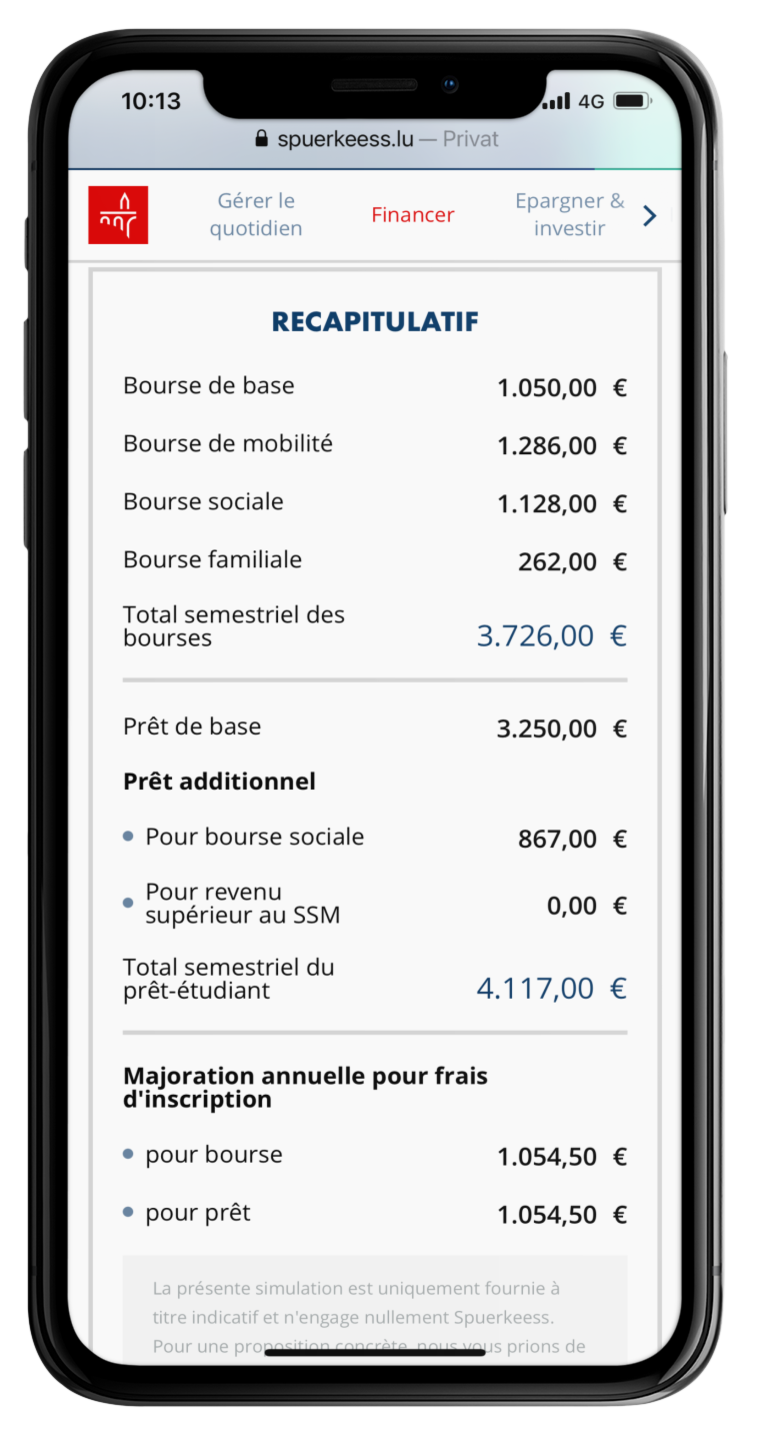 10:13
4G
spuerkeess.lu — Privat
Gérer le
quotidien
Financer
Epargner &
investir
RECAPITULATIF
Bourse de base 1.050,00 €
Bourse de mobilité 1.286,00 €
Bourse sociale 1.128,00 €
Bourse familiale 262,00 €
Total semestriel des
bourses 3.726,00 €
Prêt de base 3.250,00 €
Prêt additionnel
• Pour bourse sociale 867,00 €
• Pour revenu
supérieur au SSM 0,00 €
Total semestriel du
prêt-étudiant 4.117,00 €
Majoration annuelle pour frais
d'inscription
• pour bourse 1.054,50 €
• pour prêt 1.054,50 €
La présente simulation est uniquement fournie à
titre indicatif et n'engage nullement Spuerkeess.
Pour une proposition concrète, nous vous prions de